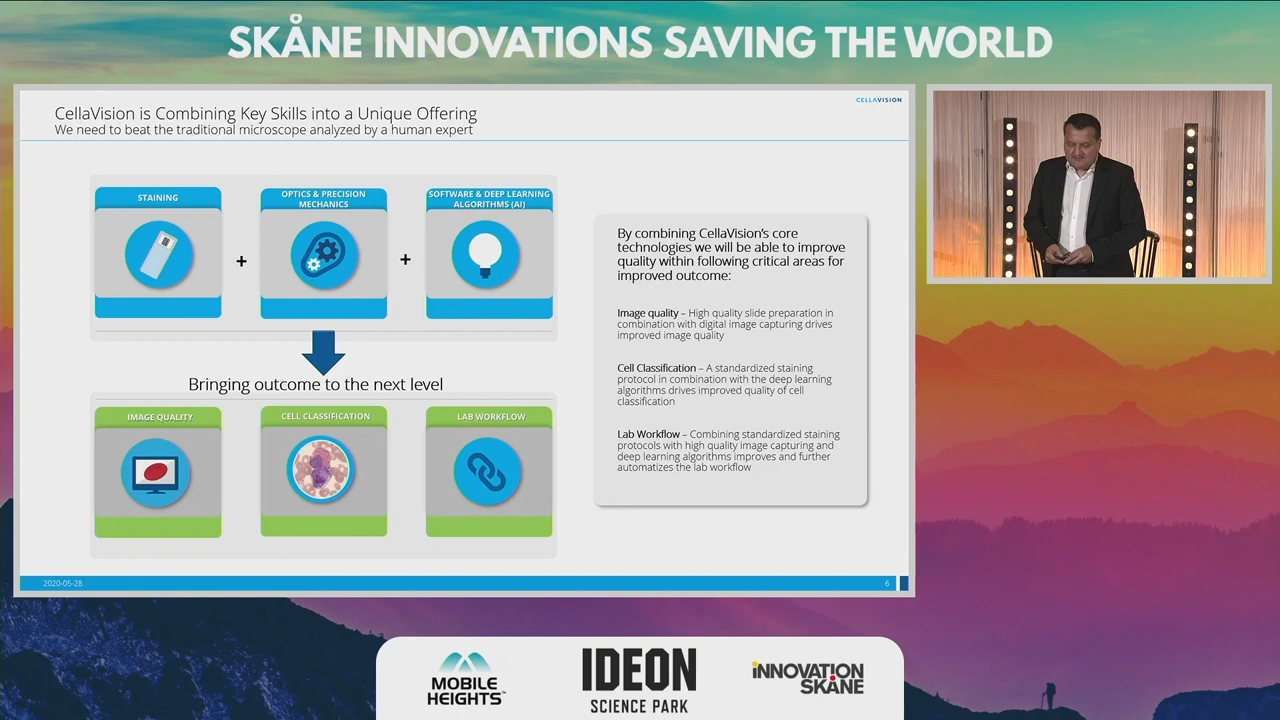 SKÅNE INNOVATIONS SAVING THE WORLD
CELLAVISION
CellaVision is Combining Key Skills into a Unique Offering
We need to beat the traditional microscope analyzed by a human expert
STAINING
+
OPTICS & PRECISION
MECHANICS
+
SOFTWARE & DEEP LEARNING
ALGORITHMS (AI)
Bringing outcome to the next level
IMAGE QUALITY
CELL CLASSIFICATION
LAB WORKFLOW
By combining CellaVision's core
technologies we will be able to improve
quality within following critical areas for
improved outcome:
Image quality – High quality slide preparation in
combination with digital image capturing drives
improved image quality
Cell Classification – A standardized staining
protocol in combination with the deep learning
algorithms drives improved quality of cell
classification
Lab Workflow – Combining standardized staining
protocols with high quality image capturing and
deep learning algorithms improves and further
automatizes the lab workflow
2020-05-28
6
MOBILE
HEIGHTS™
IDEON
SCIENCE PARK
INNOVATION
SKÅNE